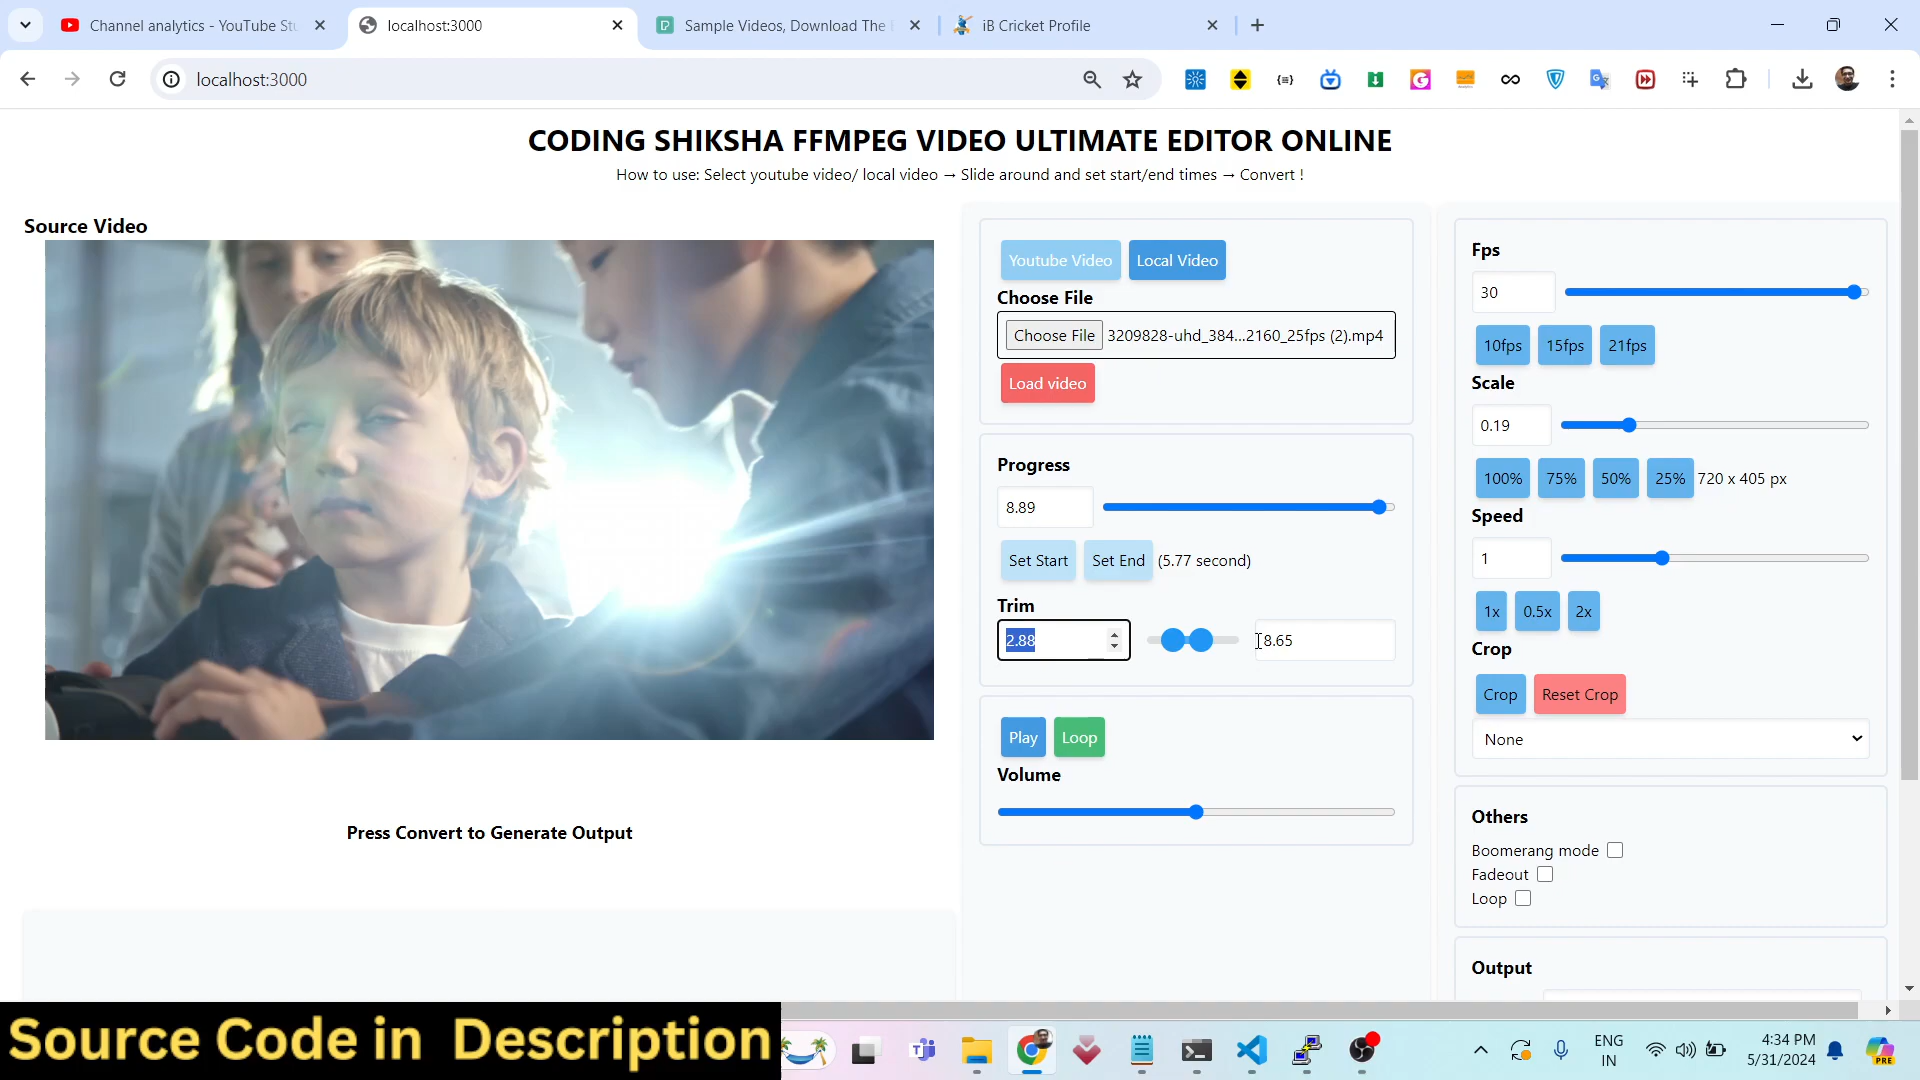 Channel analytics - YouTube Stu
localhost:3000
Sample Videos, Download The
iB Cricket Profile
localhost:3000
CODING SHIKSHA FFMPEG VIDEO ULTIMATE EDITOR ONLINE
How to use: Select youtube video/ local video → Slide around and set start/end times → Convert !
Source Video
Press Convert to Generate Output
Youtube Video
Local Video
Choose File
Choose File 3209828-uhd_384...2160_25fps (2).mp4
Load video
Progress
8.89
Set Start
Set End
(5.77 second)
Trim
2.88
8.65
Play
Loop
Volume
Fps
30
10fps
15fps
21fps
Scale
0.19
100%
75%
50%
25%
720 x 405 px
Speed
1
1x
0.5x
2x
Crop
Crop
Reset Crop
None
Others
Boomerang mode
Fadeout
Loop
Output
Source Code in Description
ENG
IN
4:34 PM
5/31/2024
PRE